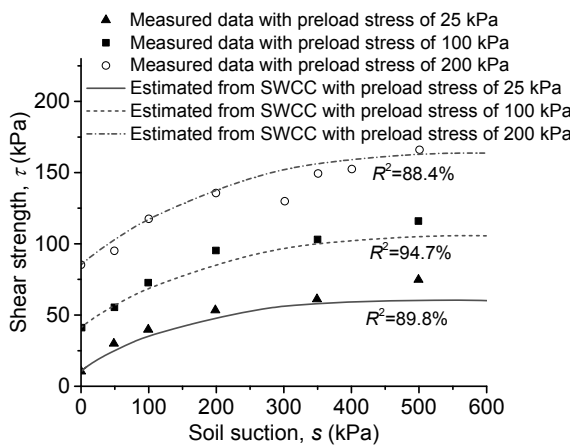 Measured data with preload stress of 25 kPa
Measured data with preload stress of 100 kPa
Measured data with preload stress of 200 kPa
Estimated from SWCC with preload stress of 25 kPa
Estimated from SWCC with preload stress of 100 kPa
Estimated from SWCC with preload stress of 200 kPa
200
150
100
50
0
Shear strength, τ (kPa)
R²=88.4%
R²=94.7%
R²=89.8%
0 100 200 300 400 500 600
Soil suction, s (kPa)